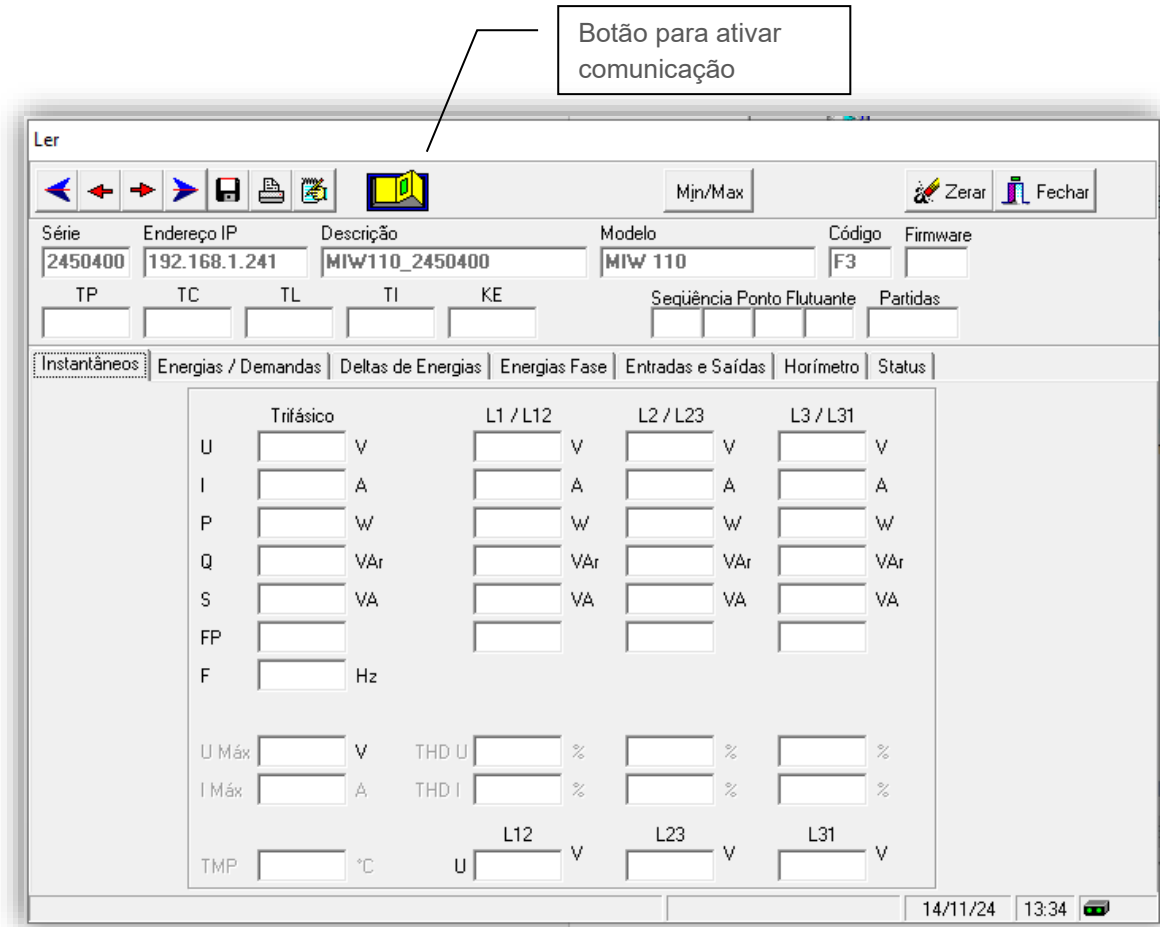 Botão para ativar
comunicação
Ler
Min/Max Zerar Fechar
Série Endereço IP Descrição Modelo Código Firmware
2450400 192.168.1.241 MIW110_2450400 MIW 110 F3
TP TC TL TI KE Seqüência Ponto Flutuante Partidas
Instantâneos Energias / Demandas Deltas de Energias Energias Fase Entradas e Saídas Horímetro Status
Trifásico L1 / L12 L2 / L23 L3 / L31
U V V V V
I A A A A
P W W W W
Q VAr VAr VAr VAr
S VA VA VA VA
FP
F Hz
U Máx V THD U % % %
I Máx A THD I % % %
L12 L23 L31
TMP °C U V V V
14/11/24 13:34